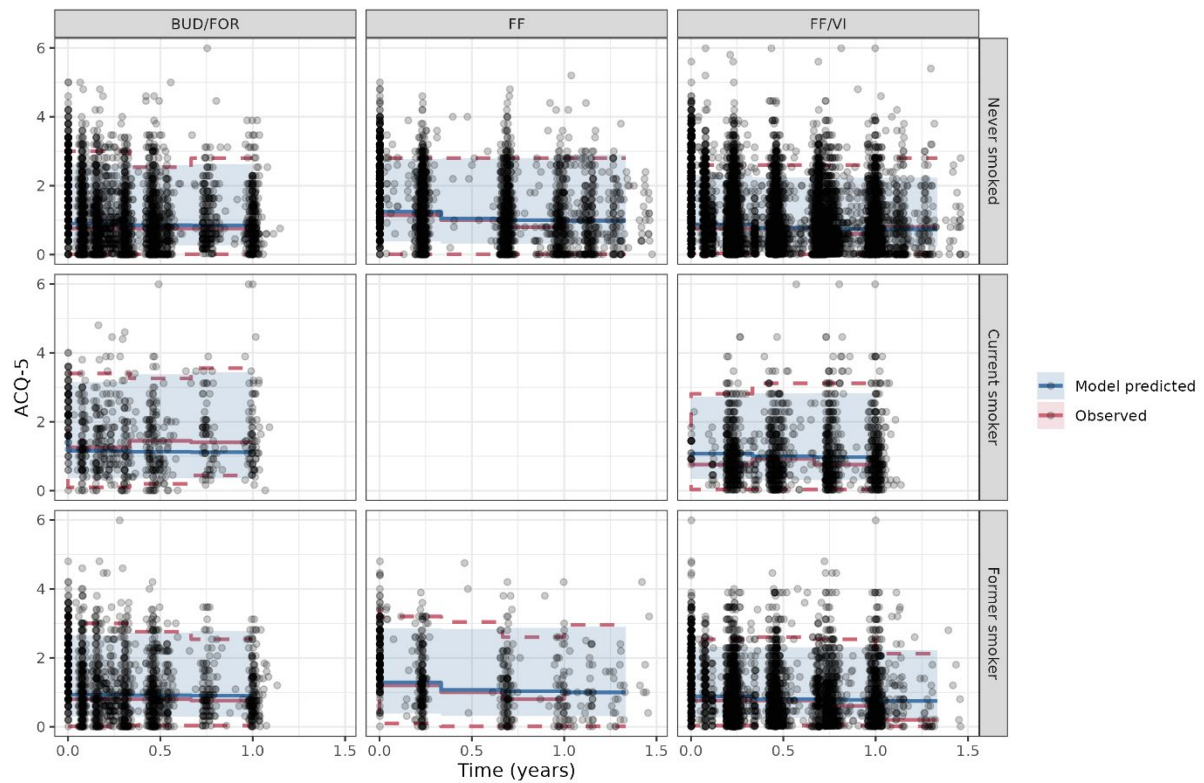 BUD/FOR FF FF/VI
6
4
2
0
Never smoked
6
4
2
0
Current smoker
6
4
2
0
Former smoker
ACQ-5
Model predicted
Observed
0.0 0.5 1.0 1.5 0.0 0.5 1.0 1.5 0.0 0.5 1.0 1.5
Time (years)